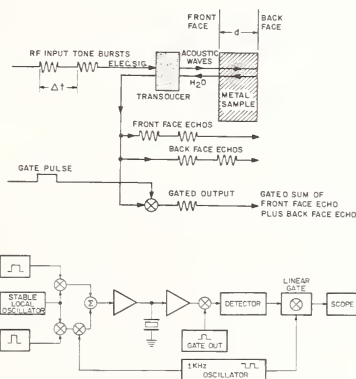 FRONT FACE
BACK FACE
d
RF INPUT TONE BURSTS
ELEC.SIG.
ACOUSTIC WAVES
H2O
Δt
TRANSDUCER
METAL SAMPLE
FRONT FACE ECHOS
BACK FACE ECHOS
GATE PULSE
GATED OUTPUT
GATED SUM OF
FRONT FACE ECHO
PLUS BACK FACE ECHO
LINEAR GATE
STABLE LOCAL OSCILLATOR
Σ
DETECTOR
SCOPE
GATE OUT
1KHz OSCILLATOR